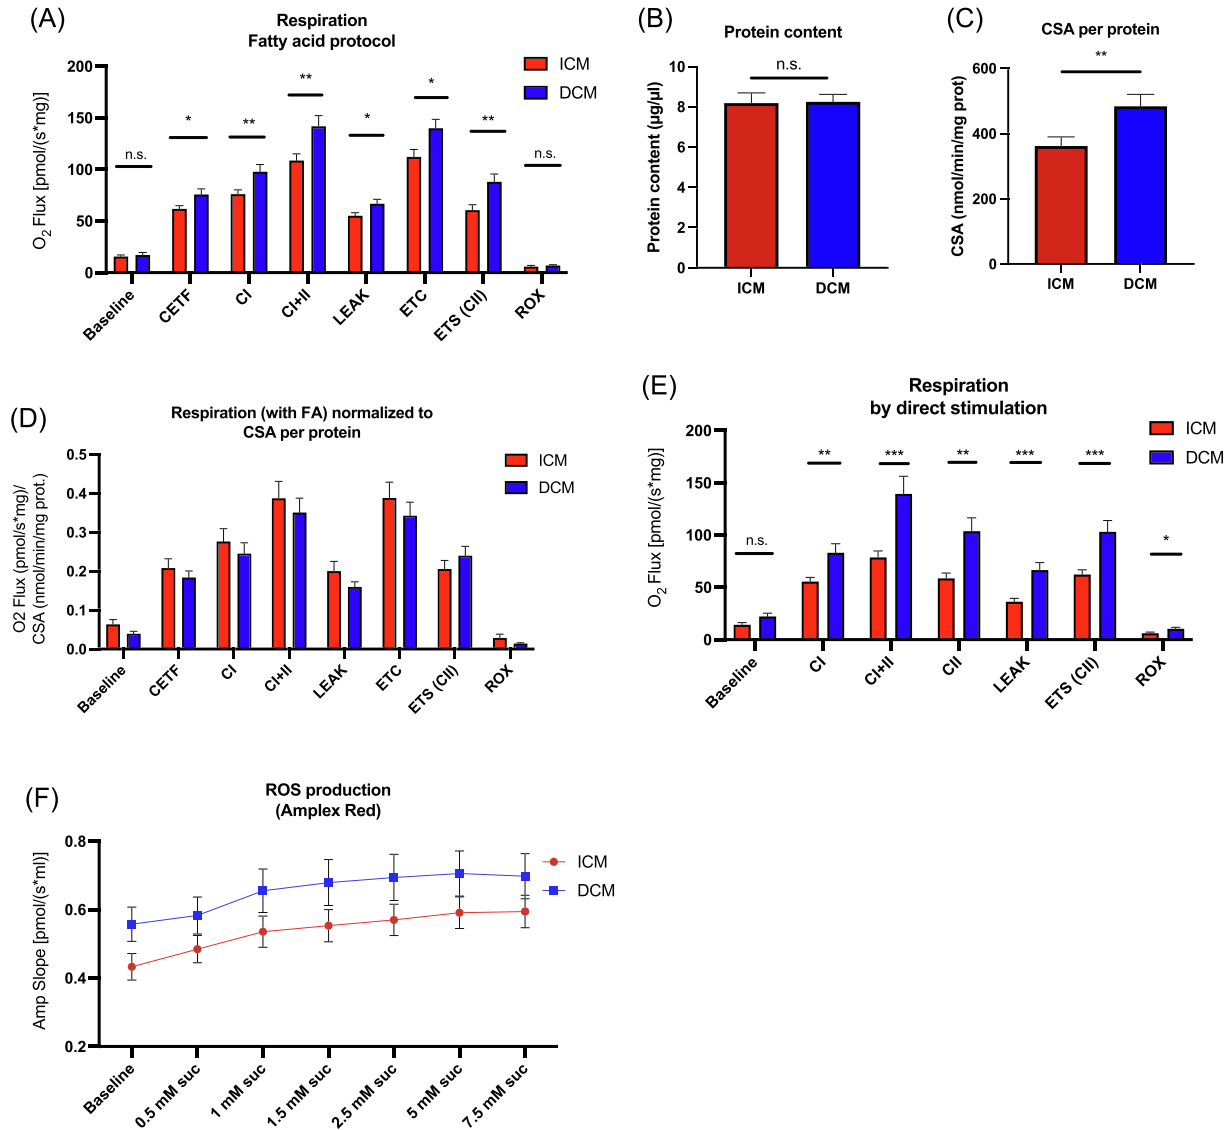 (A)
Respiration
Fatty acid protocol
ICM
DCM
O2 Flux [pmol/(s*mg)]
200
150
100
50
0
n.s.
*
**
**
*
*
**
n.s.
Baseline
CETF
CI
CI+II
LEAK
ETC
ETS (CII)
ROX
(B)
Protein content
n.s.
Protein content (µg/µl)
10
8
6
4
2
0
ICM
DCM
(C)
CSA per protein
**
CSA (nmol/min/mg prot)
600
400
200
0
ICM
DCM
(D)
Respiration (with FA) normalized to
CSA per protein
ICM
DCM
O2 Flux (pmol/s*mg)/
CSA (nmol/min/mg prot.)
0.5
0.4
0.3
0.2
0.1
0.0
Baseline
CETF
CI
CI+II
LEAK
ETC
ETS (CII)
ROX
(E)
Respiration
by direct stimulation
ICM
DCM
O2 Flux [pmol/(s*mg)]
200
150
100
50
0
n.s.
**
***
**
***
***
*
Baseline
CI
CI+II
CII
LEAK
ETS (CII)
ROX
(F)
ROS production
(Amplex Red)
ICM
DCM
Amp Slope [pmol/(s*ml)]
0.8
0.6
0.4
0.2
Baseline
0.5 mM suc
1 mM suc
1.5 mM suc
2.5 mM suc
5 mM suc
7.5 mM suc